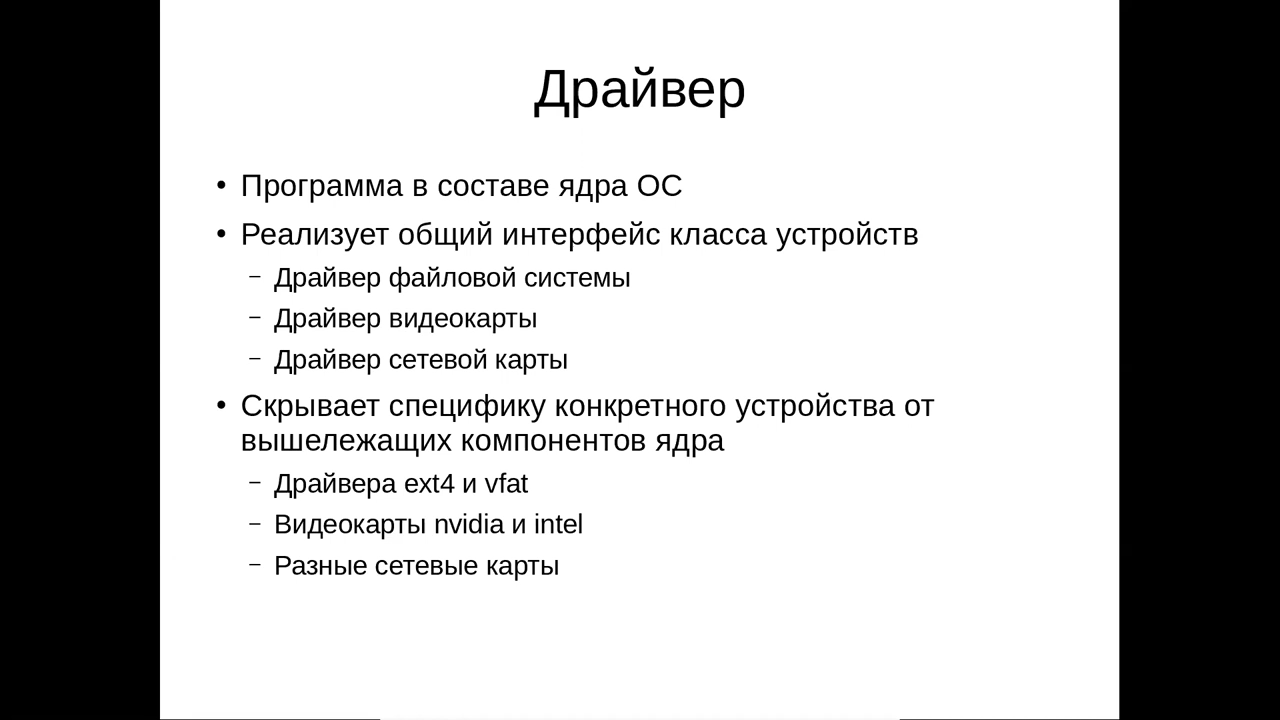 Драйвер
• Программа в составе ядра ОС
• Реализует общий интерфейс класса устройств
– Драйвер файловой системы
– Драйвер видеокарты
– Драйвер сетевой карты
• Скрывает специфику конкретного устройства от
вышележащих компонентов ядра
– Драйвера ext4 и vfat
– Видеокарты nvidia и intel
– Разные сетевые карты